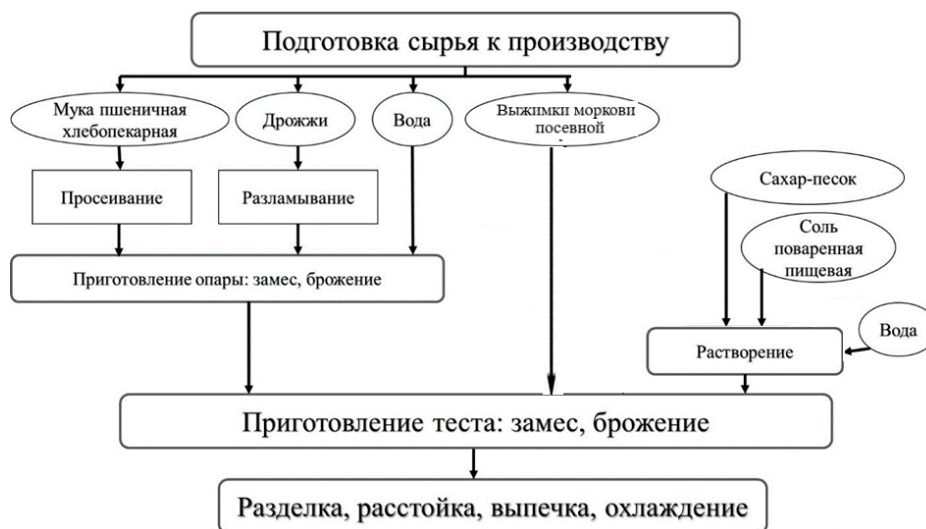 Подготовка сырья к производству
Мука пшеничная
хлебопекарная
Дрожжи
Вода
Выжимки моркови
посевной
Просеивание
Разламывание
Сахар-песок
Соль
поваренная
пищевая
Приготовление опары: замес, брожение
Вода
Растворение
Приготовление теста: замес, брожение
Разделка, расстойка, выпечка, охлаждение